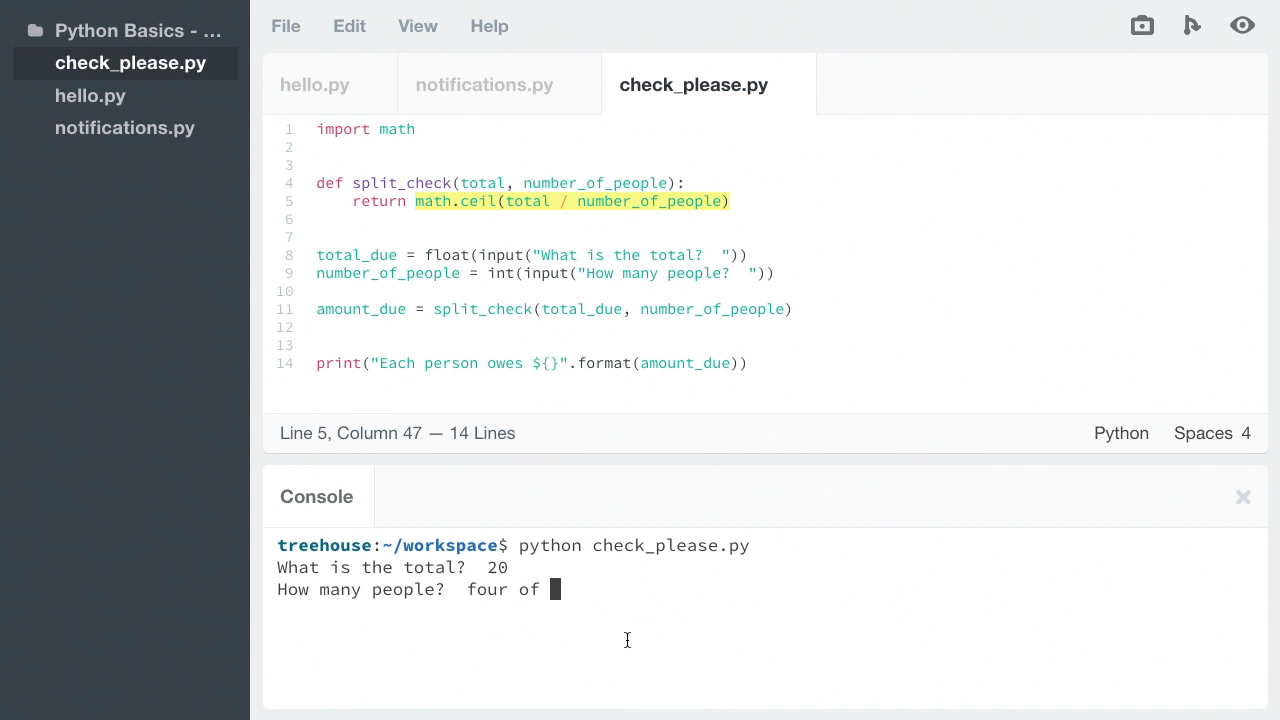 Python Basics - ...
check_please.py
hello.py
notifications.py
File Edit View Help
hello.py notifications.py check_please.py
1 import math
2
3
4 def split_check(total, number_of_people):
5     return math.ceil(total / number_of_people)
6
7
8 total_due = float(input("What is the total?  "))
9 number_of_people = int(input("How many people?  "))
10
11 amount_due = split_check(total_due, number_of_people)
12
13
14 print("Each person owes ${}".format(amount_due))
Line 5, Column 47 — 14 Lines Python Spaces 4
Console
treehouse:~/workspace$ python check_please.py
What is the total?  20
How many people?  four of